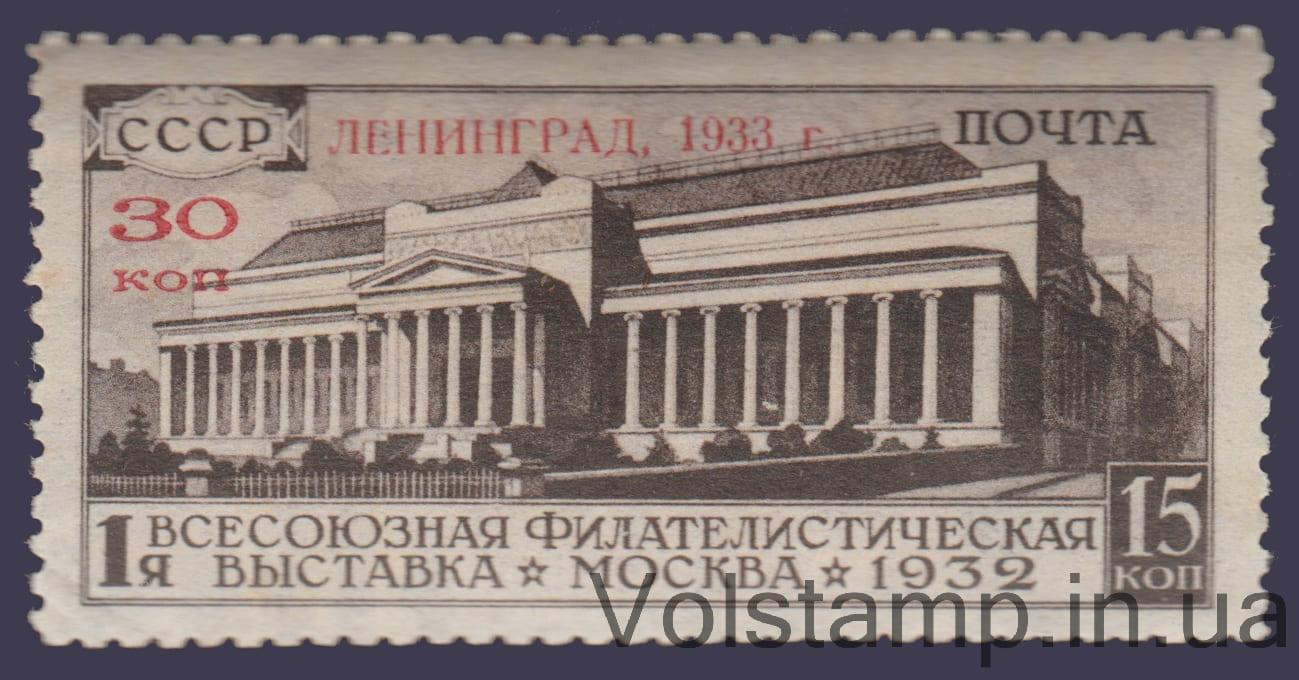 СССР ЛЕНИНГРАД, 1933 г. ПОЧТА
30
коп
1Я ВСЕСОЮЗНАЯ ФИЛАТЕЛИСТИЧЕСКАЯ
ВЫСТАВКА ☆ МОСКВА ☆ 1932
15
КОП
Volstamp.in.ua